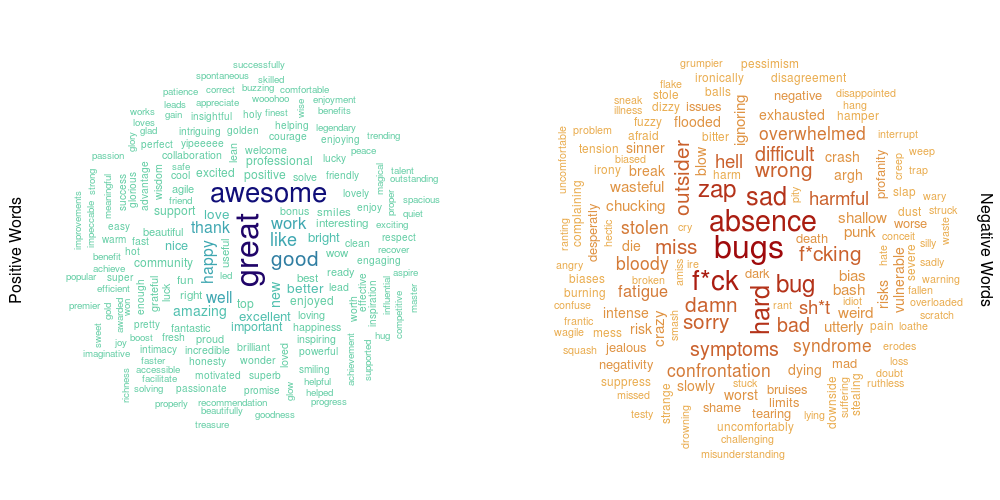 Positive Words
successfully
spontaneous skilled
patience correct buzzing comfortable
leads appreciate woohoo wise enjoyment
works gain insightful holy finest benefits
loves glad intriguing golden helping legendary
glory perfect yipeeeee lean courage enjoying trending
passion collaboration welcome lucky peace
safe professional magical talent
strong success glorious advantage wisdom cool excited positive solve friendly outstanding
meaningful agile awesome lovely proper spacious
improvements impeccable friend support love bonus smiles enjoy quiet
easy thank great work interesting exciting
warm fast nice happy useful like bright clean respect
benefit hot community good wow recover engaging
achieve led aspire
popular super fun best ready
efficient enough luck grateful right well top new better lead worth effective inspiration influential
premier gold awarded won amazing enjoyed competitive master
pretty excellent loving
sweet boost fresh fantastic important happiness hug
joy proud inspiring
imaginative intimacy incredible brilliant loved powerful achievement supported
faster honesty wonder
accessible motivated superb smiling
richness facilitate helpful
solving passionate promise glow helped
properly recommendation progress
beautifully goodness
treasure
beautiful
Negative Words
grumpier pessimism
flake ironically disagreement
sneak stole balls negative disappointed
illness dizzy issues ignoring hang
fuzzy flooded exhausted hamper
uncomfortable problem afraid bitter overwhelmed interrupt
tension sinner outsider blow difficult profanity weep
biased hell crash creep
irony break harm wrong argh trap
complaining wasteful zap sad pity harmful slap wary
chucking absence shallow dust struck
ranting desperatly hectic stolen cry death punk worse waste
die miss bugs f*cking conceit silly
angry bloody amiss ire bias hate vulnerable severe sadly
biases broken f*ck dark bug bash risks warning
burning fatigue idiot fallen
confuse intense damn hard rant sh*t weird overloaded
frantic crazy smash sorry bad utterly pain scratch
wagile mess risk loathe
squash jealous symptoms syndrome erodes
negativity confrontation dying mad loss
suppress slowly stuck doubt
missed strange worst bruises downside suffering stealing ruthless
shame limits
testy drowning tearing lying
uncomfortably
challenging
misunderstanding